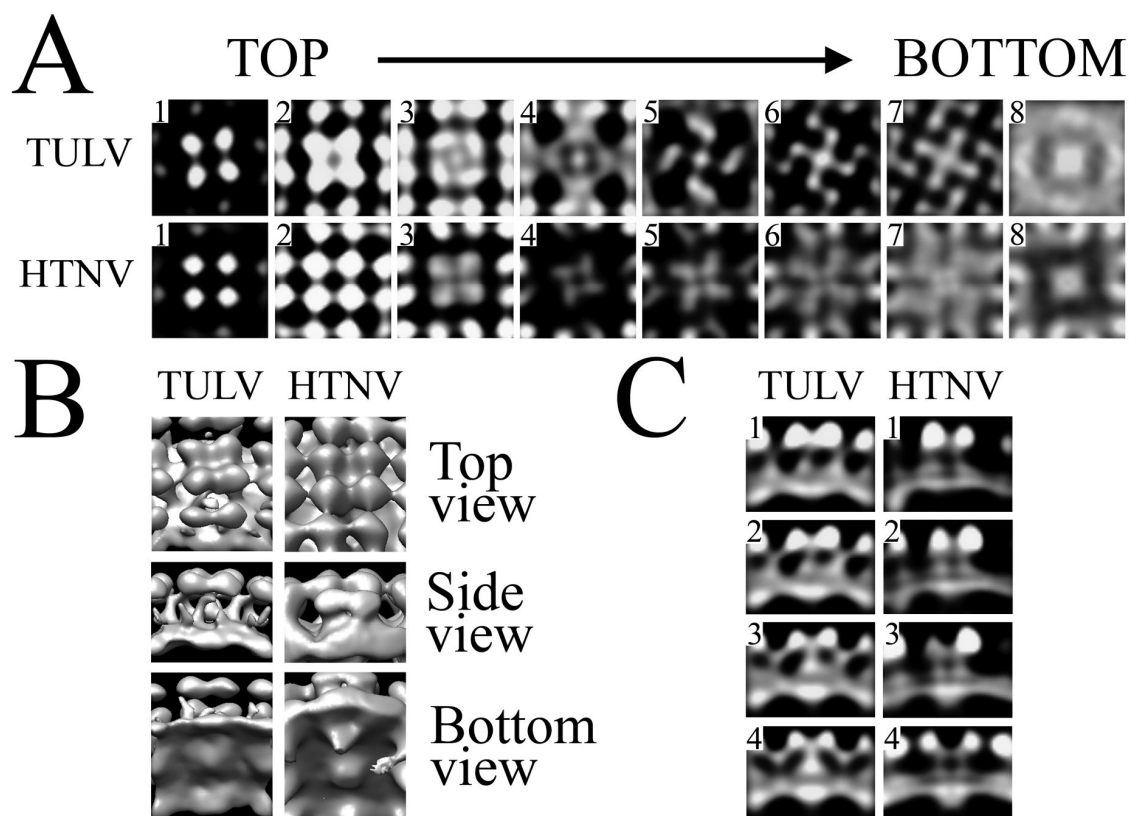 A
TOP
BOTTOM
TULV
1 2 3 4 5 6 7 8
HTNV
1 2 3 4 5 6 7 8
B
TULV HTNV
Top
view
Side
view
Bottom
view
C
TULV HTNV
1 1
2 2
3 3
4 4